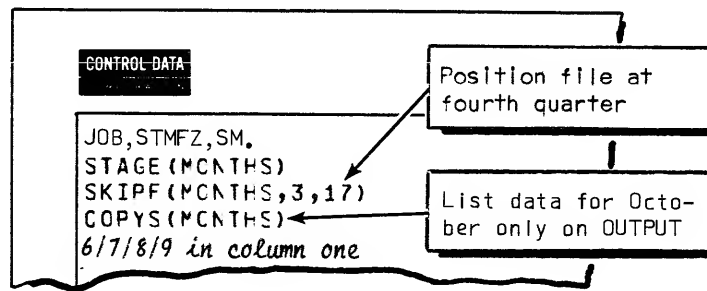 CONTROL DATA
JOB,STMFZ,SM.
STAGE(MONTHS)
SKIPF(MONTHS,3,17)
COPYS(MONTHS)
6/7/8/9 in column one
Position file at
fourth quarter
List data for Octo-
ber only on OUTPUT